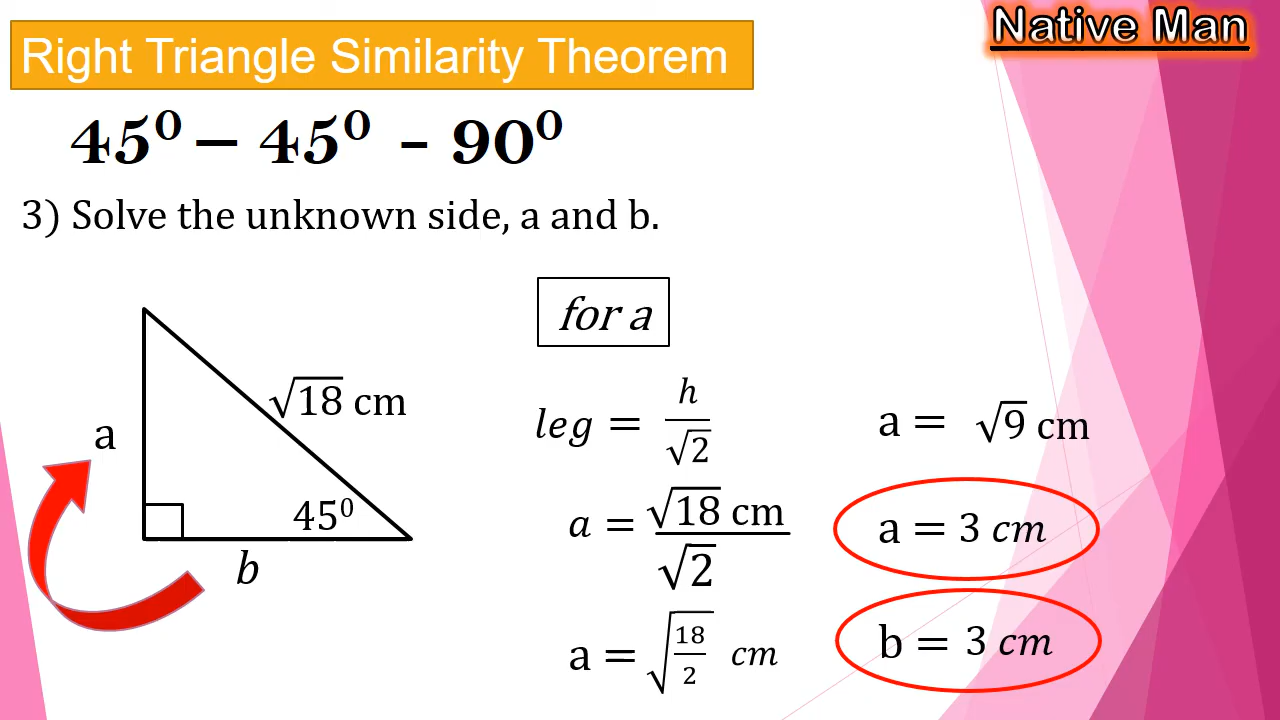 Native Man
Right Triangle Similarity Theorem
45⁰ – 45⁰ - 90⁰
3) Solve the unknown side, a and b.
for a
a
√18 cm
45⁰
b
leg = h/√2
a = √18 cm/√2
a = √(18/2) cm
a = √9 cm
a = 3 cm
b = 3 cm